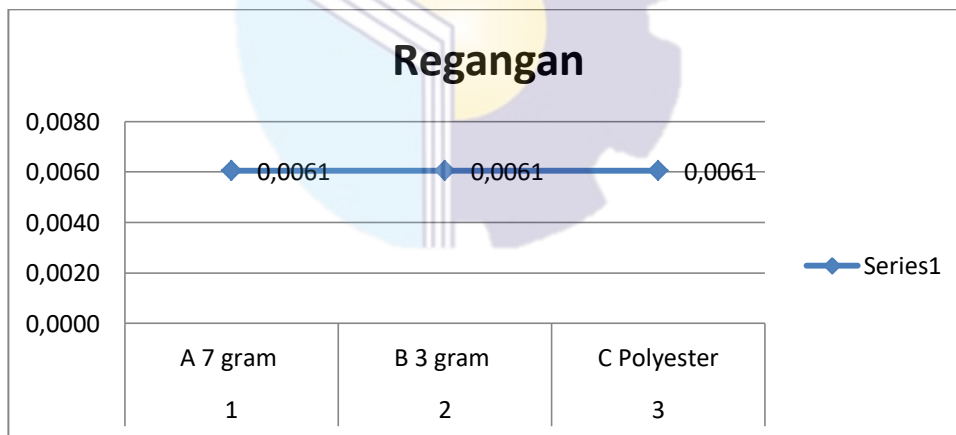 Regangan
0,0080
0,0060
0,0040
0,0020
0,0000
0,0061
0,0061
0,0061
Series1
A 7 gram
B 3 gram
C Polyester
1
2
3